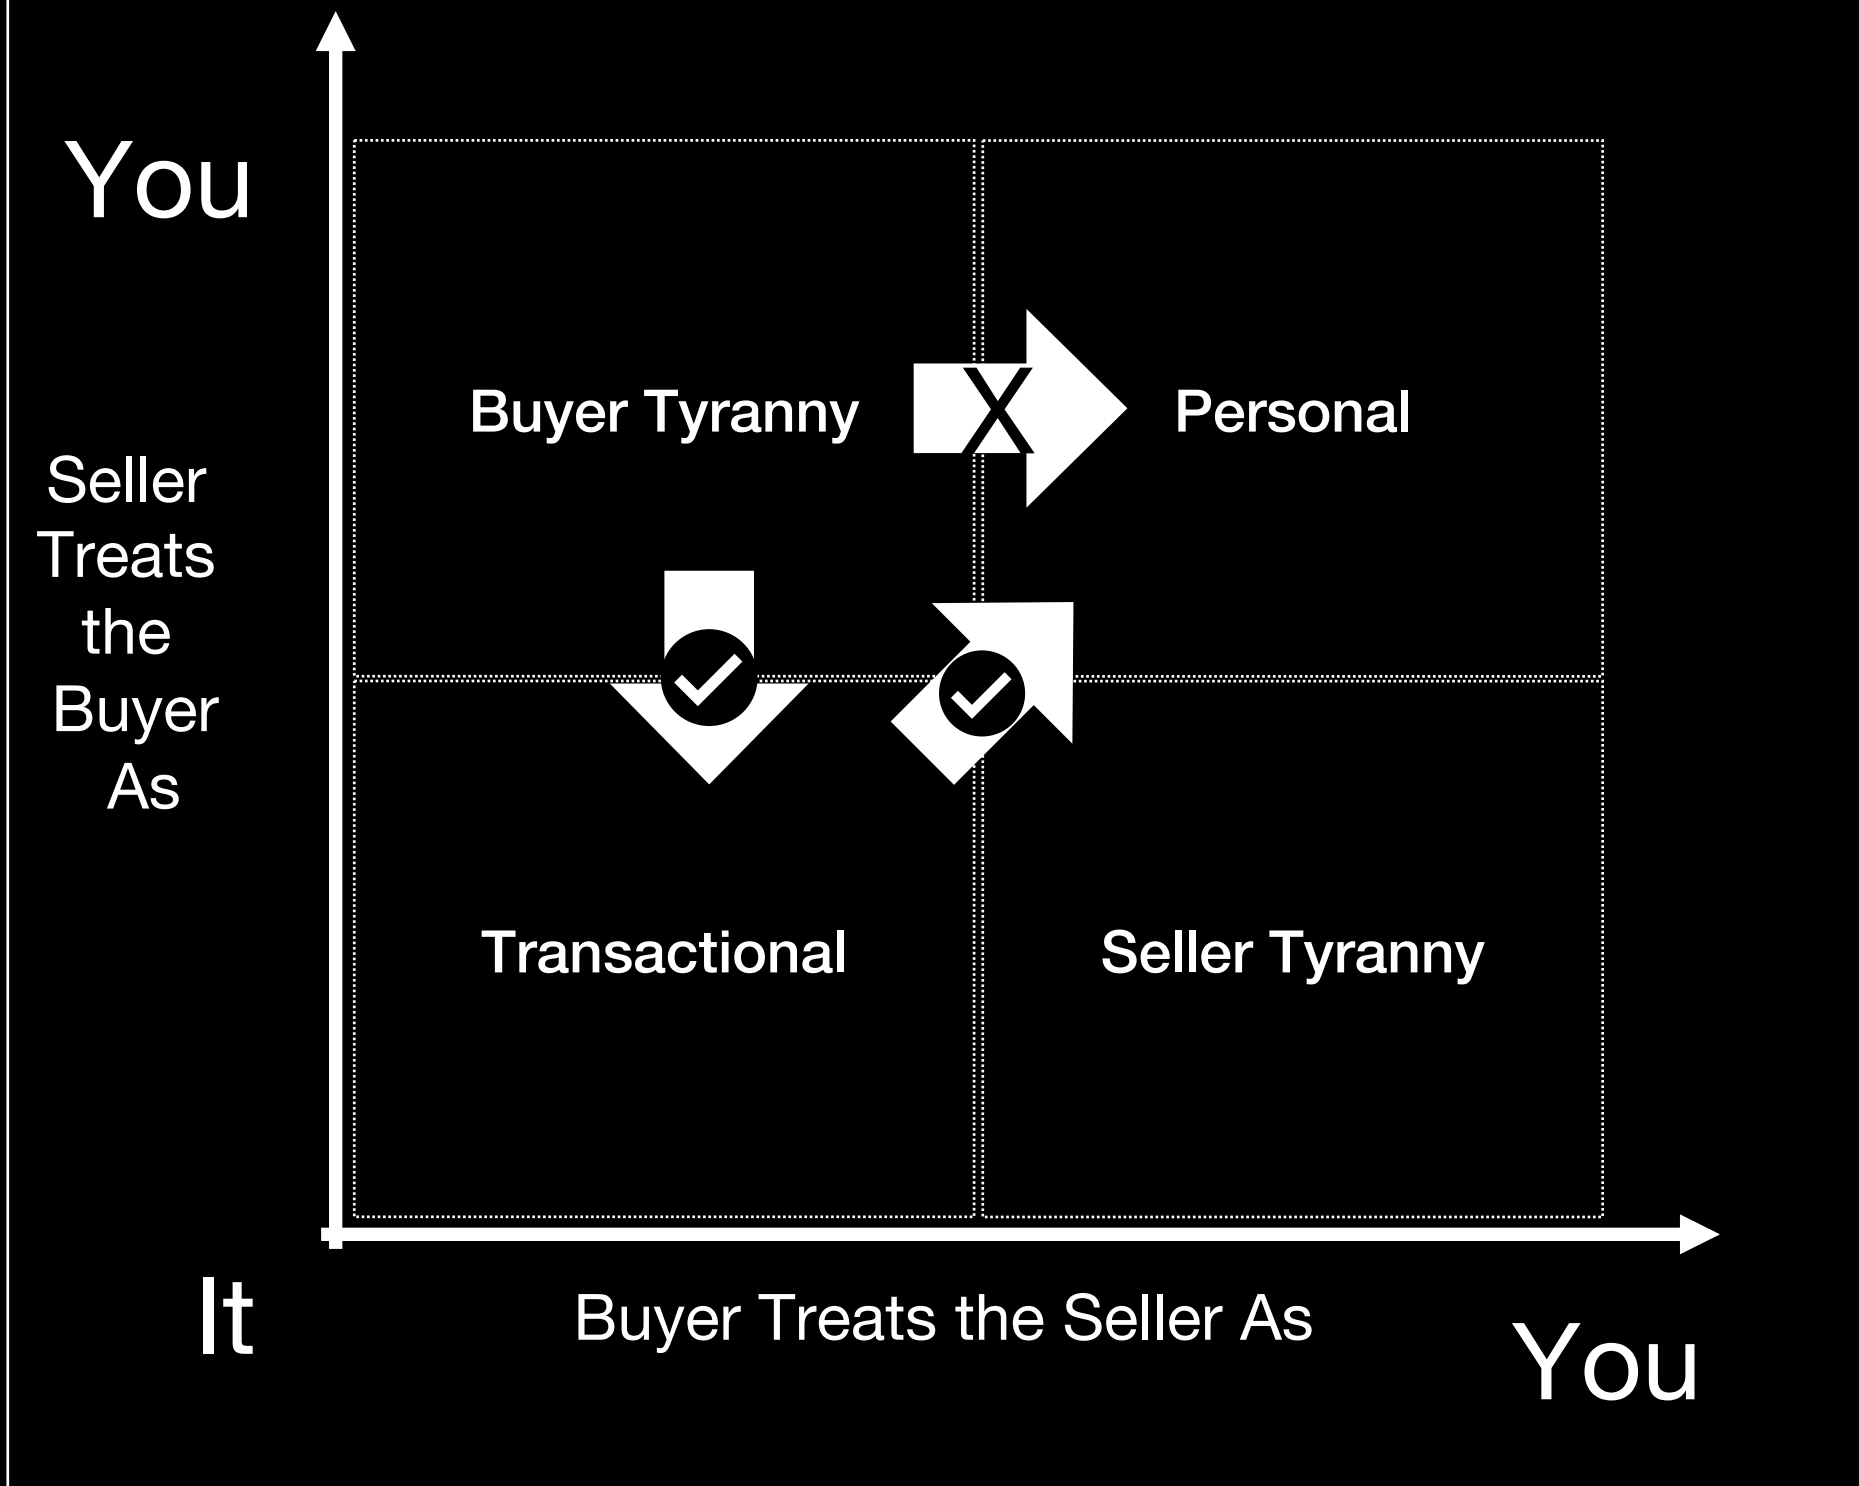 You
Buyer Tyranny
X
Personal
Seller
Treats
the
Buyer
As
Transactional
Seller Tyranny
It
Buyer Treats the Seller As
You